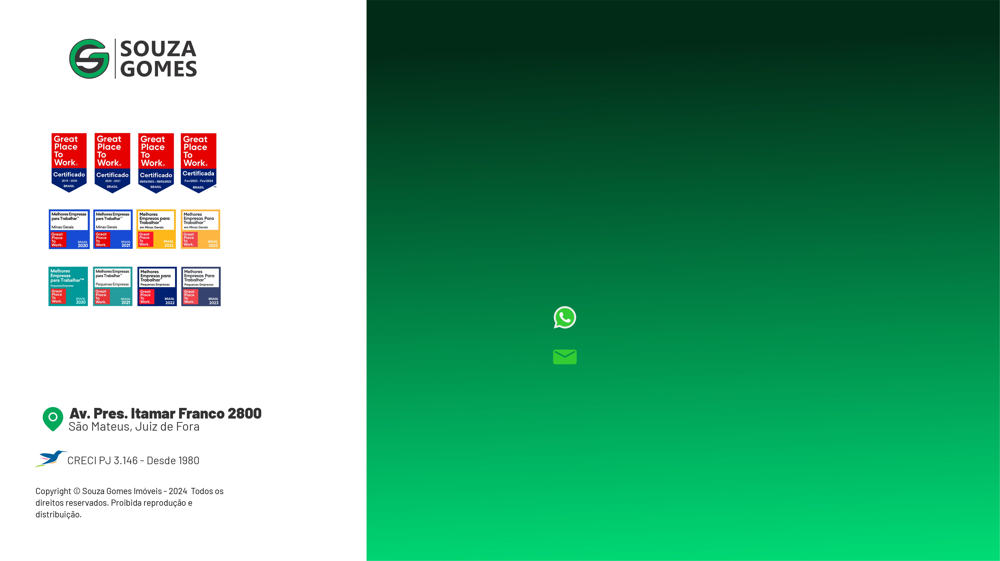 SOUZA
GOMES
Great
Place
To
Work®
Certificado
2019 - 2020
BRASIL
Great
Place
To
Work®
Certificado
2020 - 2021
BRASIL
Great
Place
To
Work®
Certificado
28/01/2021 - 28/01/2022
BRASIL
Great
Place
To
Work®
Certificada
Fev/2023 - Fev/2024
BRASIL
™
Melhores Empresas
para Trabalhar™
Minas Gerais
Great
Place
To
Work®
BRASIL
2020
Melhores Empresas
para Trabalhar™
Minas Gerais
Great
Place
To
Work®
BRASIL
2021
Melhores
Empresas para
Trabalhar™
em Minas Gerais
Great
Place
To
Work®
BRASIL
2022
Melhores
Empresas Para
Trabalhar™
em Minas Gerais
Great
Place
To
Work®
BRASIL
2023
Melhores
Empresas
para Trabalhar™
Pequenas Empresas
Great
Place
To
Work®
BRASIL
2020
Melhores Empresas
para Trabalhar™
Pequenas Empresas
Great
Place
To
Work®
BRASIL
2021
Melhores
Empresas para
Trabalhar™
Pequenas Empresas
Great
Place
To
Work®
BRASIL
2022
Melhores
Empresas Para
Trabalhar™
Pequenas Empresas
Great
Place
To
Work®
BRASIL
2023
Av. Pres. Itamar Franco 2800
São Mateus, Juiz de Fora
CRECI PJ 3.146 - Desde 1980
Copyright © Souza Gomes Imóveis - 2024  Todos os
direitos reservados. Proibida reprodução e
distribuição.